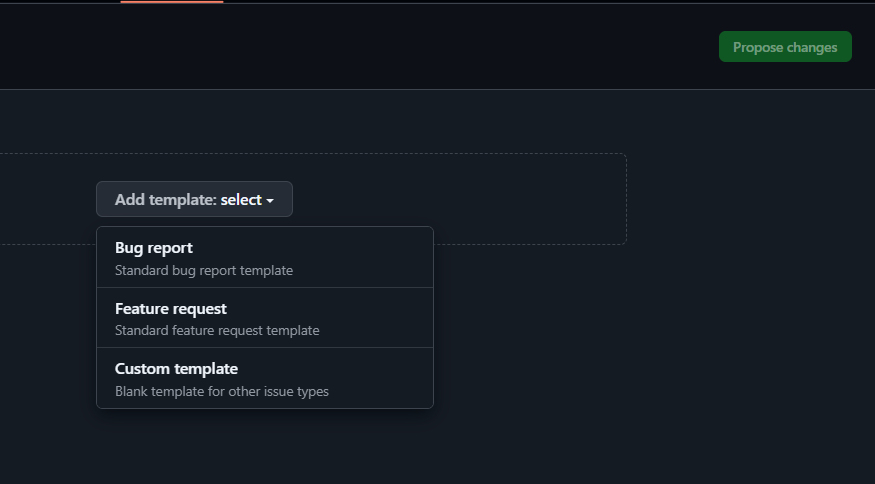 Propose changes
Add template: select
Bug report
Standard bug report template
Feature request
Standard feature request template
Custom template
Blank template for other issue types